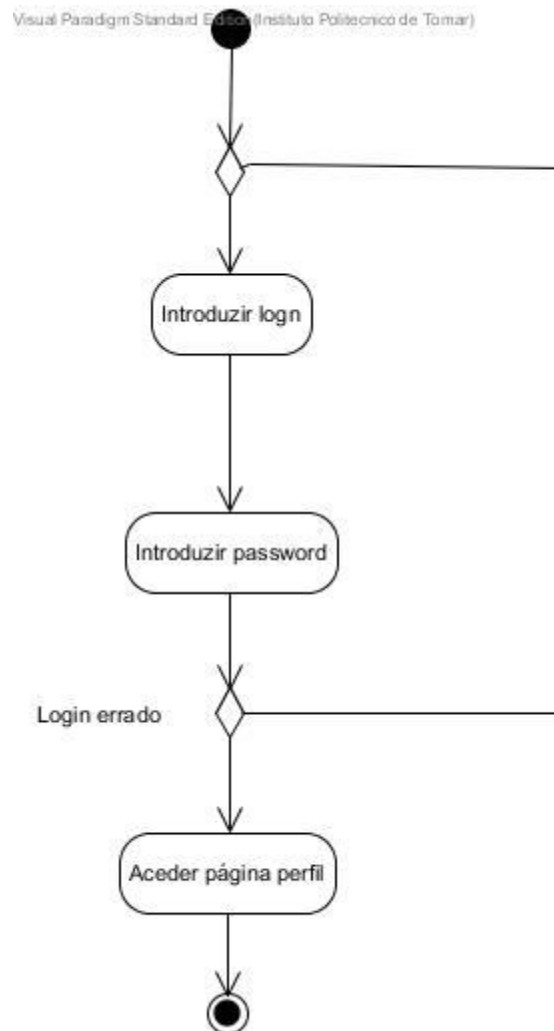 Visual Paradigm Standard Edition(Instituto Politecnico de Tomar)
Introduzir logn
Introduzir password
Login errado
Aceder página perfil